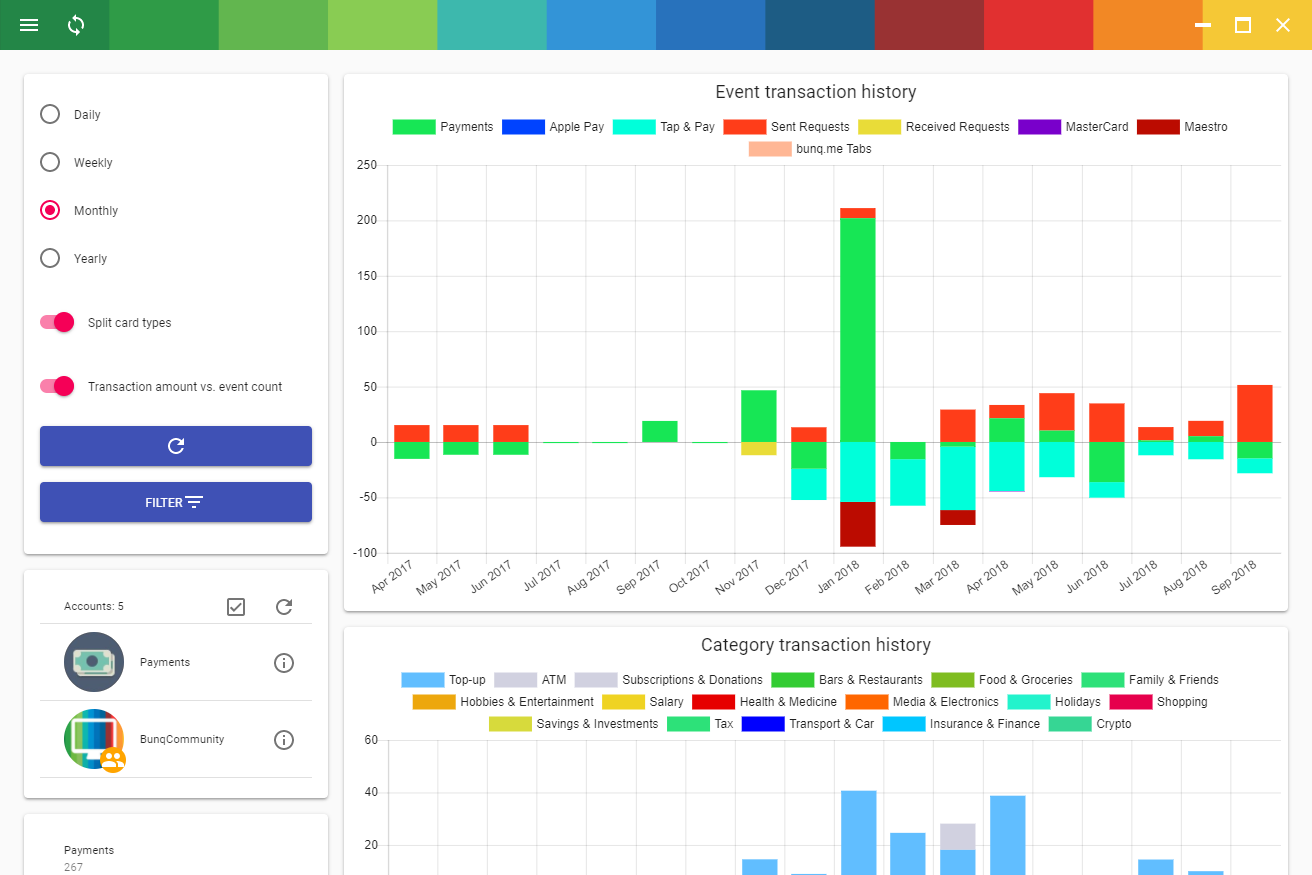 Daily
Weekly
Monthly
Yearly
Split card types
Transaction amount vs. event count
FILTER
Accounts: 5
Payments
BunqCommunity
Payments
267
Event transaction history
Payments Apple Pay Tap & Pay Sent Requests Received Requests MasterCard Maestro
bunq.me Tabs
250
200
150
100
50
0
-50
-100
Apr 2017 May 2017 Jun 2017 Jul 2017 Aug 2017 Sep 2017 Oct 2017 Nov 2017 Dec 2017 Jan 2018 Feb 2018 Mar 2018 Apr 2018 May 2018 Jun 2018 Jul 2018 Aug 2018 Sep 2018
Category transaction history
Top-up ATM Subscriptions & Donations Bars & Restaurants Food & Groceries Family & Friends
Hobbies & Entertainment Salary Health & Medicine Media & Electronics Holidays Shopping
Savings & Investments Tax Transport & Car Insurance & Finance Crypto
60
40
20